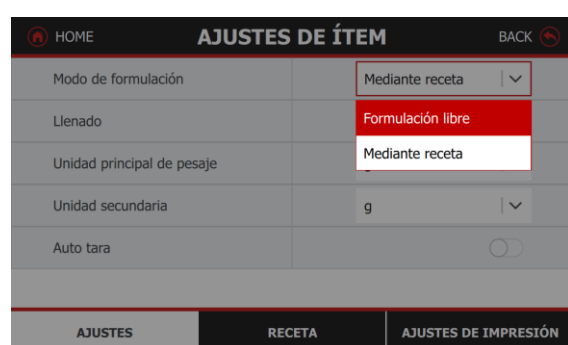 HOME AJUSTES DE ÍTEM BACK
Modo de formulación Mediante receta
Llenado Formulación libre
Mediante receta
Unidad principal de pesaje
Unidad secundaria g
Auto tara
AJUSTES RECETA AJUSTES DE IMPRESIÓN